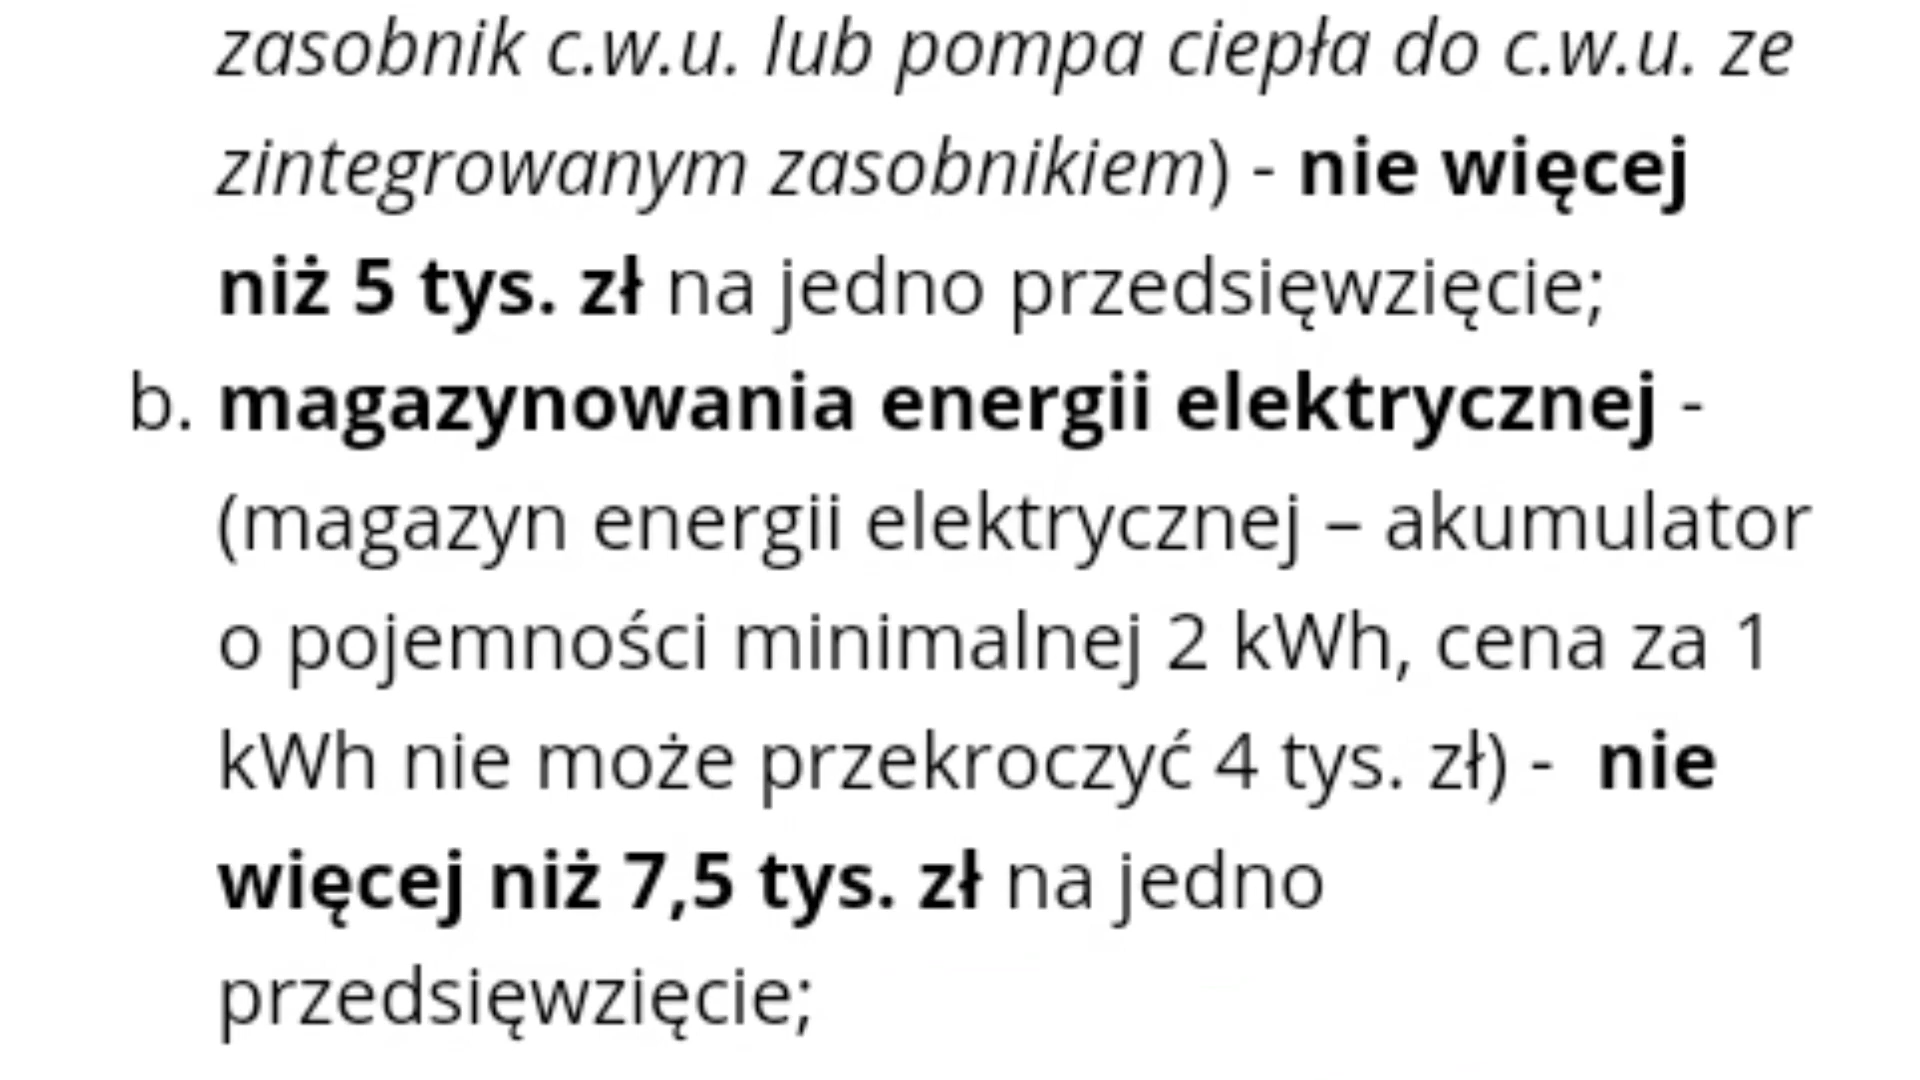 zasobnik c.w.u. lub pompa ciepła do c.w.u. ze
zintegrowanym zasobnikiem) - nie więcej
niż 5 tys. zł na jedno przedsięwzięcie;
b. magazynowania energii elektrycznej -
(magazyn energii elektrycznej – akumulator
o pojemności minimalnej 2 kWh, cena za 1
kWh nie może przekroczyć 4 tys. zł) -  nie
więcej niż 7,5 tys. zł na jedno
przedsięwzięcie;